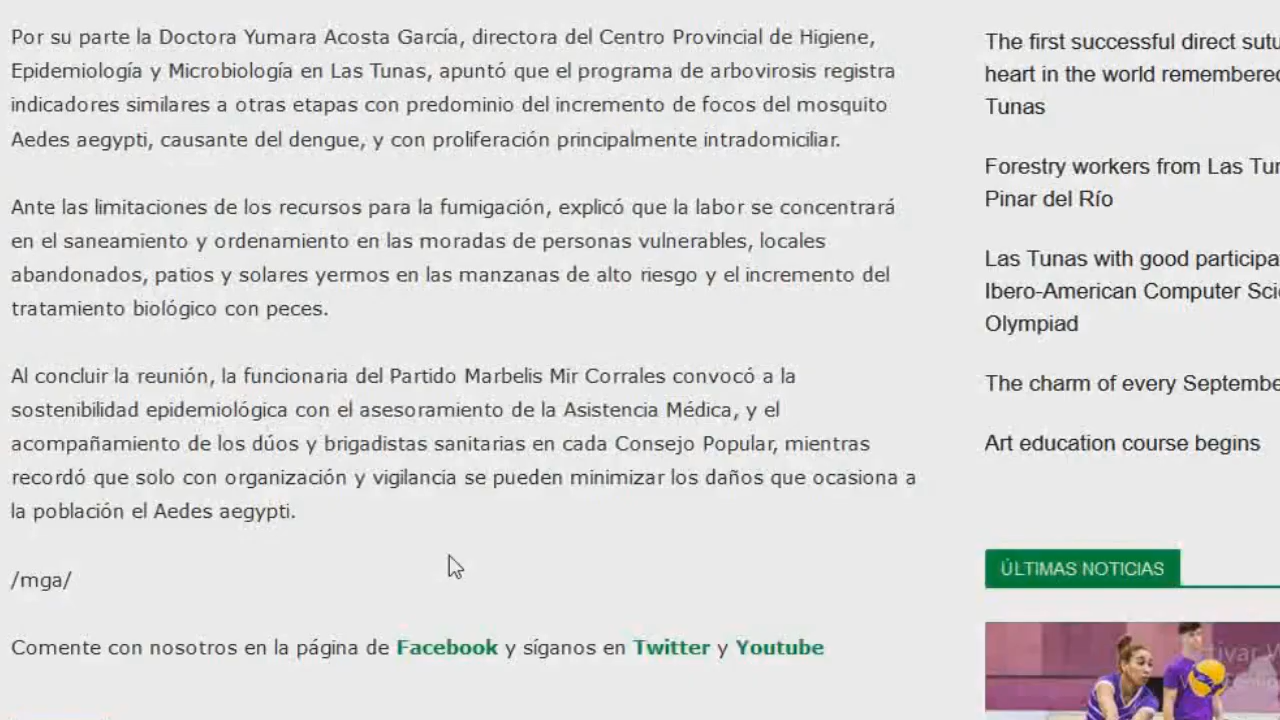 Por su parte la Doctora Yumara Acosta García, directora del Centro Provincial de Higiene,
Epidemiología y Microbiología en Las Tunas, apuntó que el programa de arbovirosis registra
indicadores similares a otras etapas con predominio del incremento de focos del mosquito
Aedes aegypti, causante del dengue, y con proliferación principalmente intradomiciliar.
Ante las limitaciones de los recursos para la fumigación, explicó que la labor se concentrará
en el saneamiento y ordenamiento en las moradas de personas vulnerables, locales
abandonados, patios y solares yermos en las manzanas de alto riesgo y el incremento del
tratamiento biológico con peces.
Al concluir la reunión, la funcionaria del Partido Marbelis Mir Corrales convocó a la
sostenibilidad epidemiológica con el asesoramiento de la Asistencia Médica, y el
acompañamiento de los dúos y brigadistas sanitarias en cada Consejo Popular, mientras
recordó que solo con organización y vigilancia se pueden minimizar los daños que ocasiona a
la población el Aedes aegypti.
/mga/
Comente con nosotros en la página de Facebook y síganos en Twitter y Youtube
The first successful direct
heart in the world
Tunas
Forestry workers from Las
Pinar del Río
Las Tunas with good
Ibero-American Computer
Olympiad
The charm of every
Art education course begins
ÚLTIMAS NOTICIAS